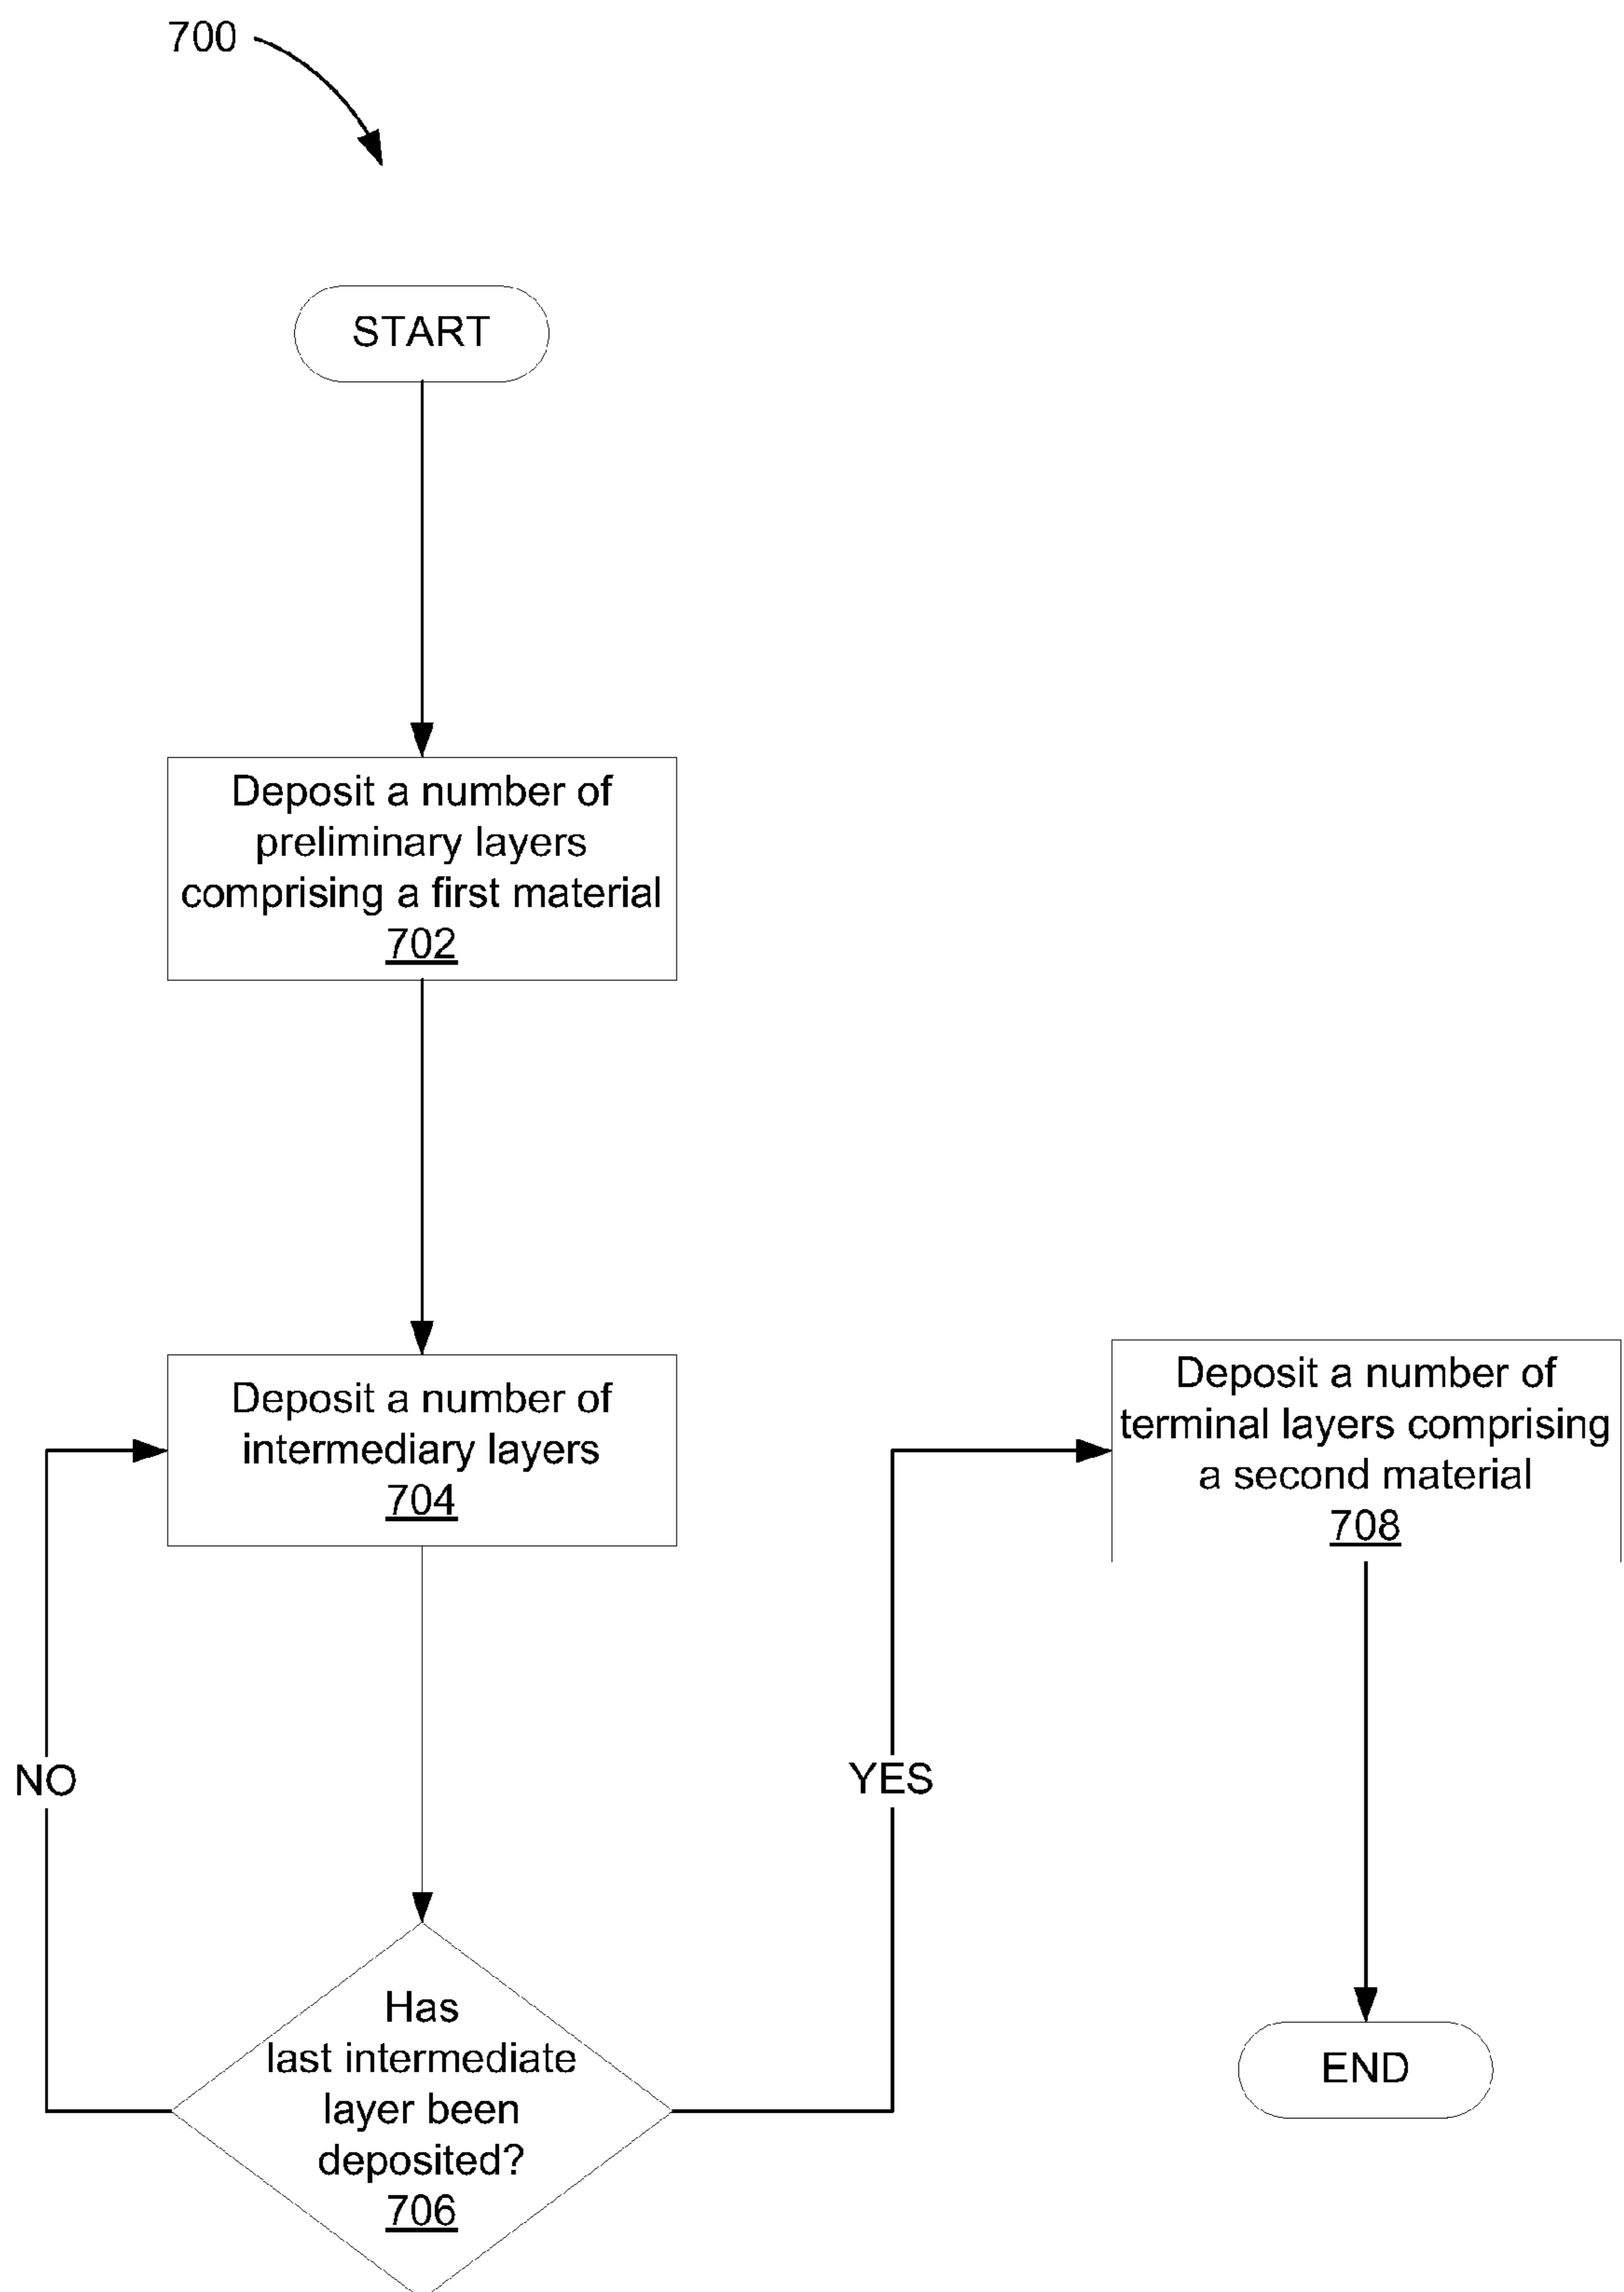 700
START
Deposit a number of
preliminary layers
comprising a first material
702
Deposit a number of
intermediary layers
704
Deposit a number of
terminal layers comprising
a second material
708
NO
YES
Has
last intermediate
layer been
deposited?
706
END